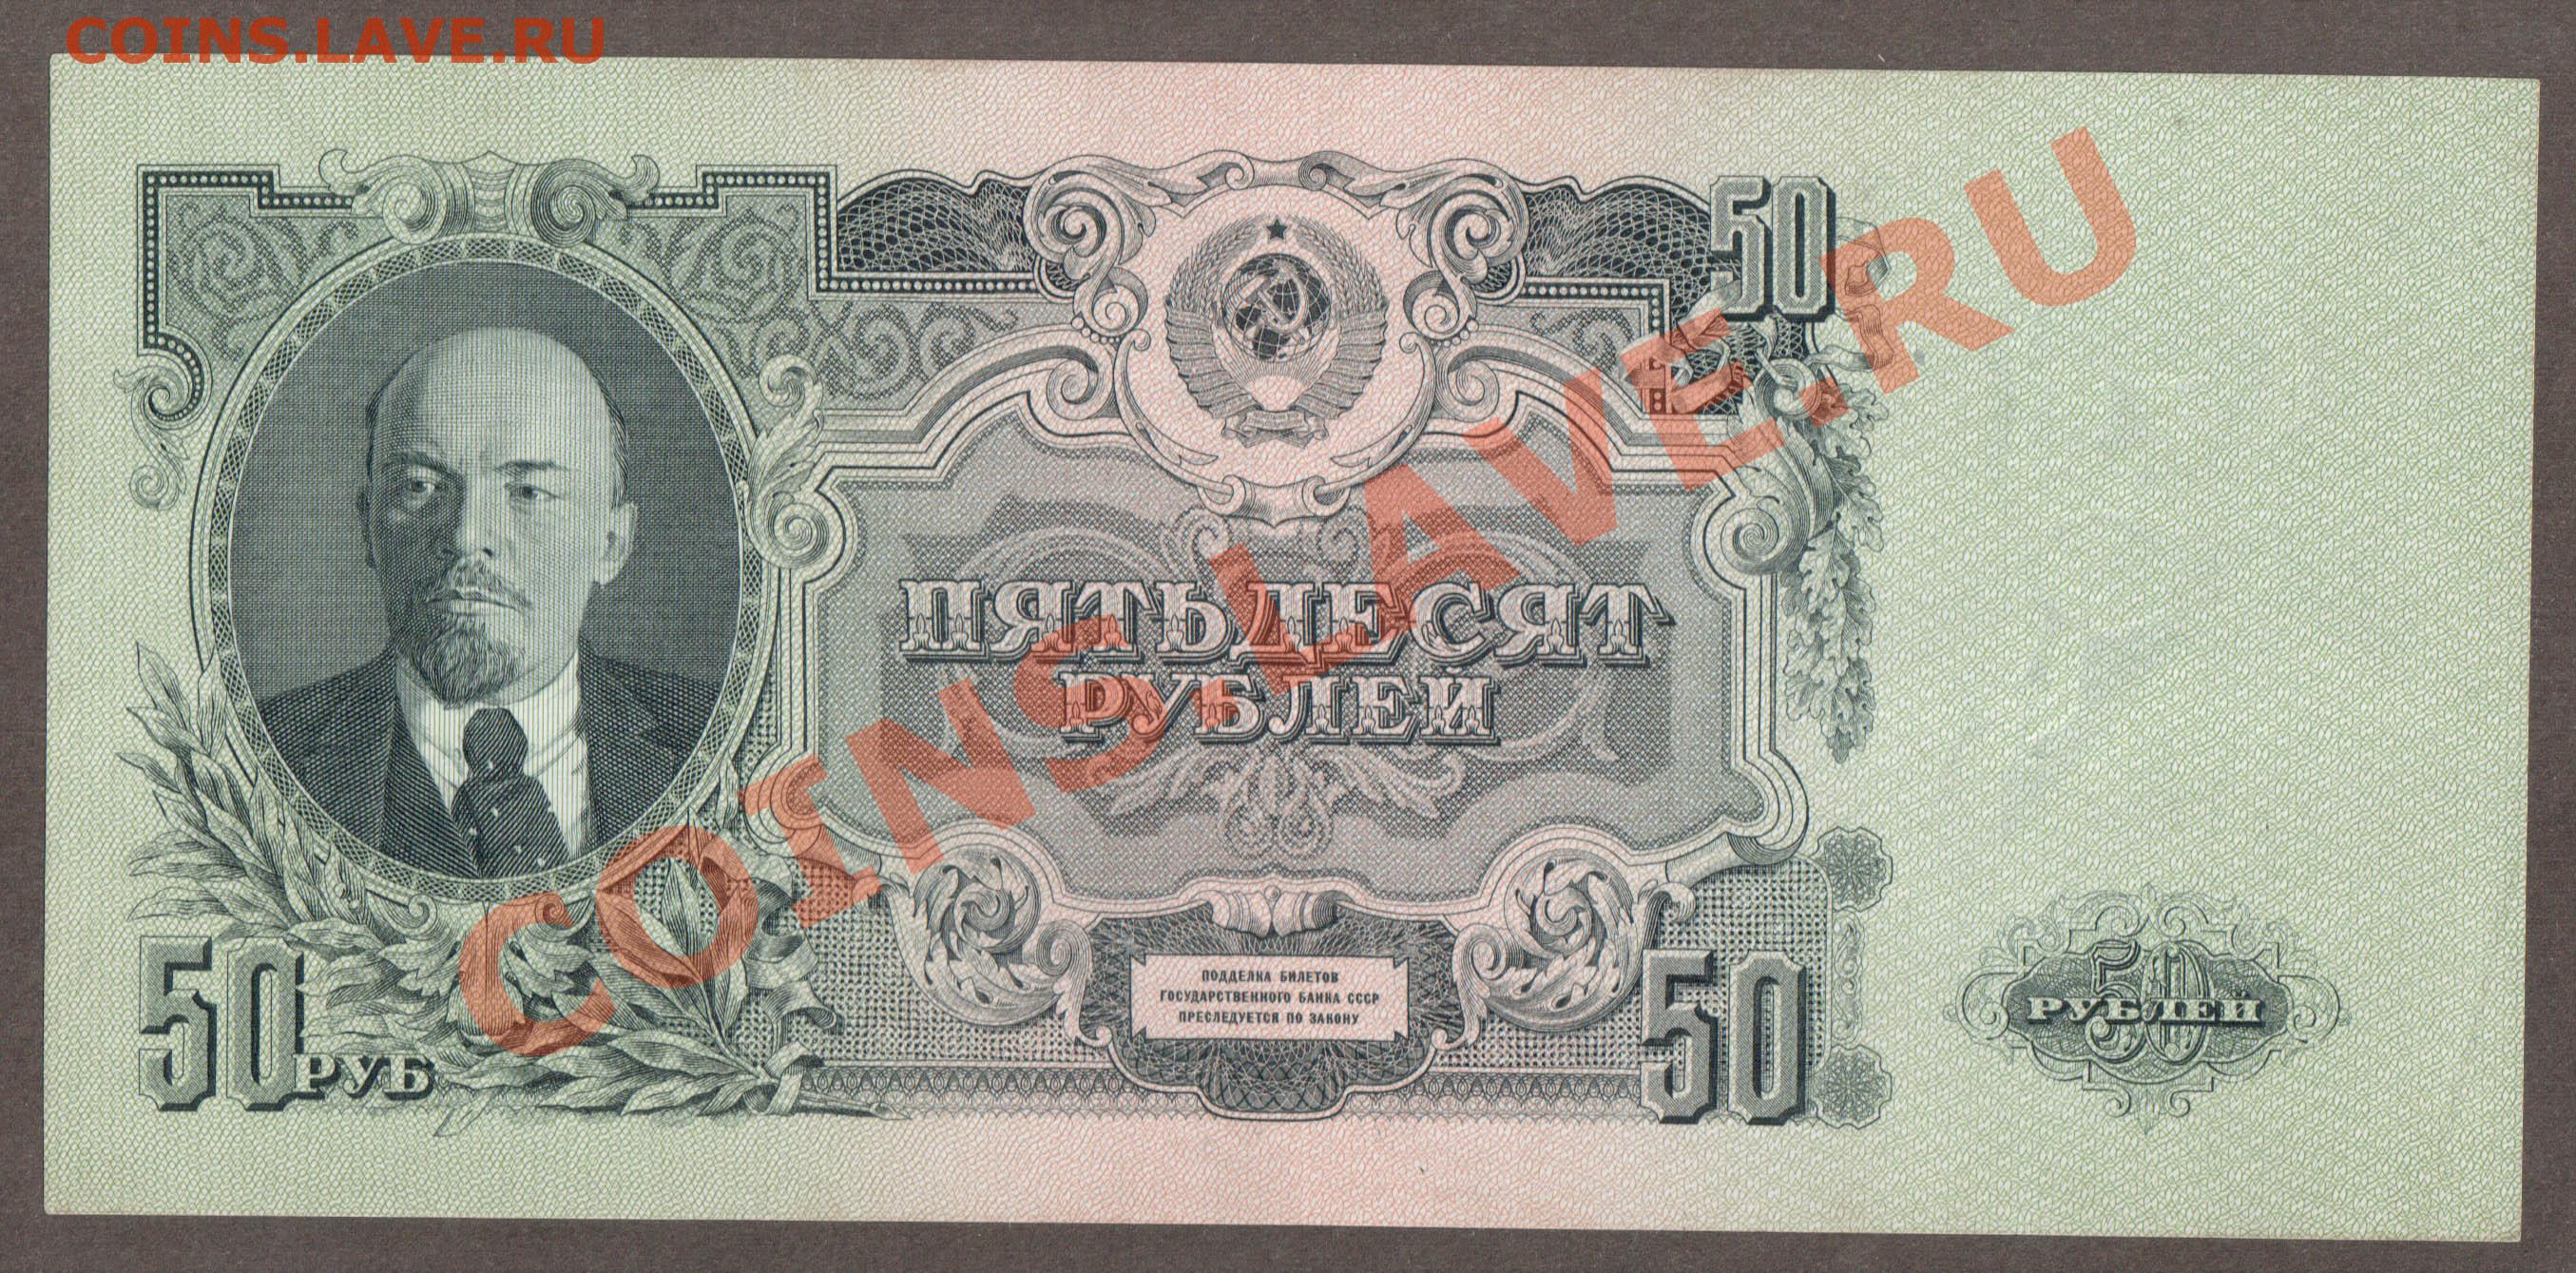 COINS.LAVE.RU
50
ПЯТЬДЕСЯТ
РУБЛЕЙ
ПОДДЕЛКА БИЛЕТОВ
ГОСУДАРСТВЕННОГО БАНКА СССР
ПРЕСЛЕДУЕТСЯ ПО ЗАКОНУ
50 РУБ
50
50
РУБЛЕЙ
COINS.LAVE.RU